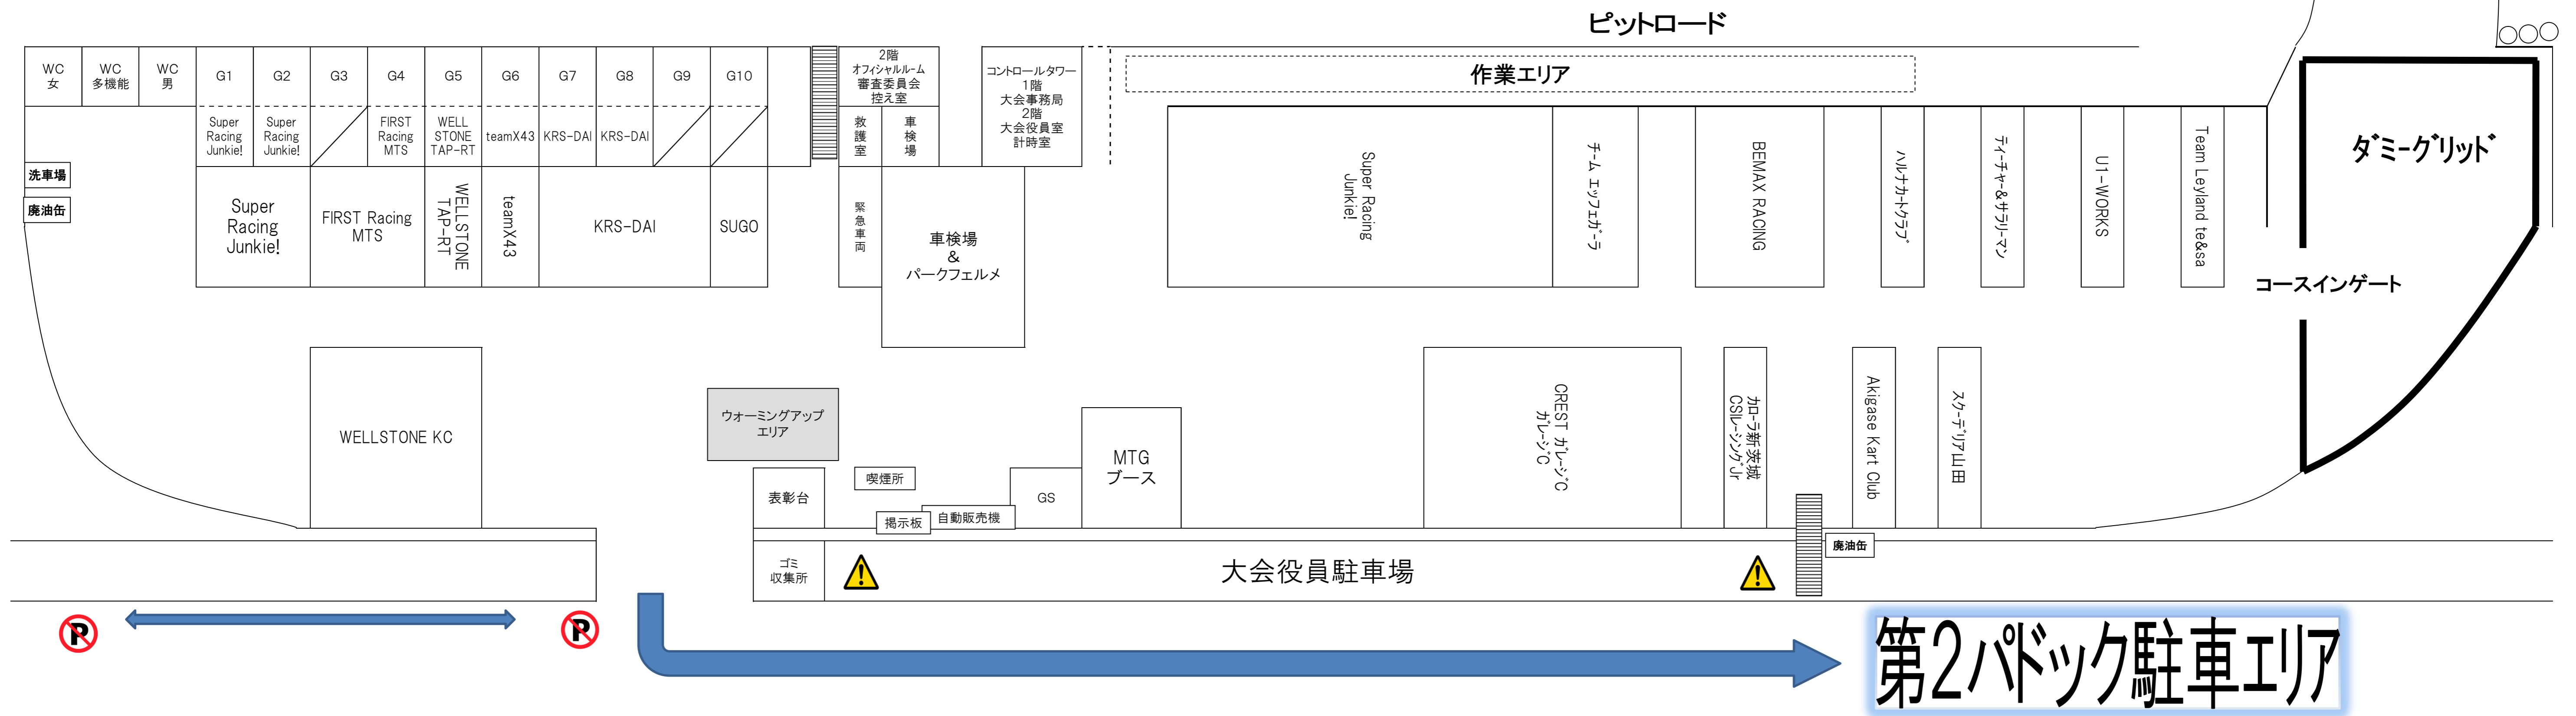 ピットロード
WC
女
WC
多機能
WC
男
G1
G2
G3
G4
G5
G6
G7
G8
G9
G10
2階
オフィシャルルーム
審査委員会
控え室
コントロールタワー
1階
大会事務局
2階
大会役員室
計時室
作業エリア
Super
Racing
Junkie!
Super
Racing
Junkie!
FIRST
Racing
MTS
WELL
STONE
TAP-RT
teamX43
KRS-DAI
KRS-DAI
救護室
車検場
洗車場
廃油缶
Super
Racing
Junkie!
FIRST Racing
MTS
WELLSTONE
TAP-RT
teamX43
KRS-DAI
SUGO
緊急車両
車検場
&
パークフェルメ
Super Racing
Junkie!
チーム エッフェガーラ
BEMAX RACING
ハルナカートクラブ
ティーチャー&サラリーマン
U1-WORKS
Team Leyland te&sa
ダミーグリッド
コースインゲート
WELLSTONE KC
ウォーミングアップ
エリア
表彰台
喫煙所
掲示板
自動販売機
GS
MTG
ブース
CREST ガレージC
ガレージC
カローラ新茨城
CSIレーシングJr
Akigase Kart Club
スクーデリア山田
ゴミ
収集所
大会役員駐車場
廃油缶
P
P
第2パドック駐車エリア